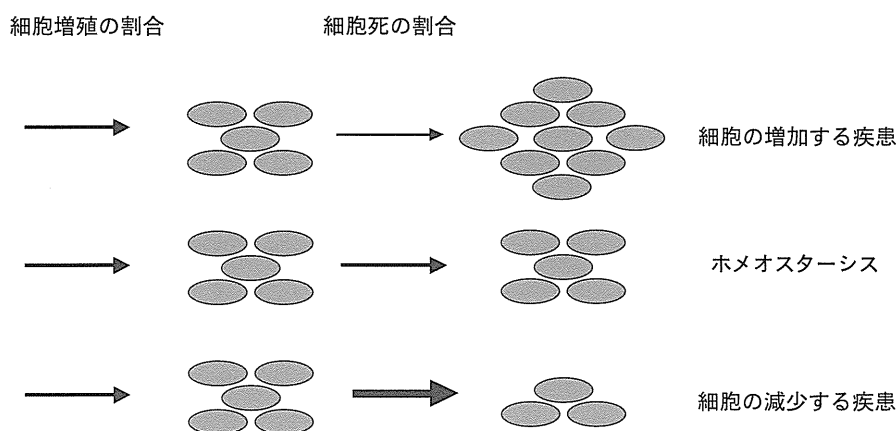 細胞増殖の割合
細胞死の割合
細胞の増加する疾患
ホメオスターシス
細胞の減少する疾患